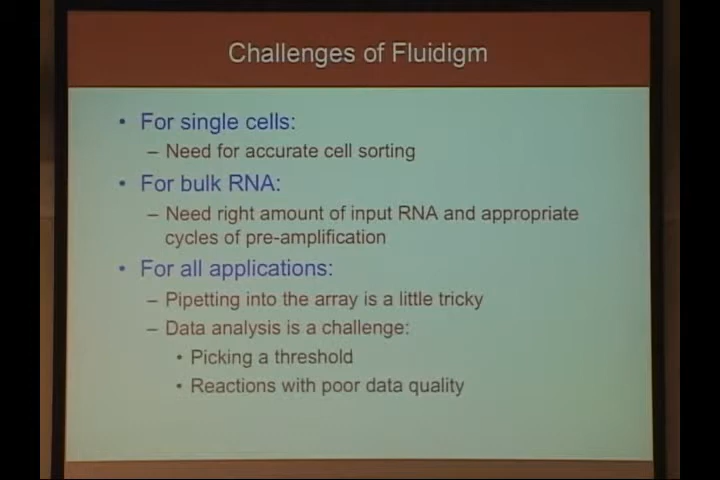 Challenges of Fluidigm
• For single cells:
– Need for accurate cell sorting
• For bulk RNA:
– Need right amount of input RNA and appropriate
cycles of pre-amplification
• For all applications:
– Pipetting into the array is a little tricky
– Data analysis is a challenge:
• Picking a threshold
• Reactions with poor data quality